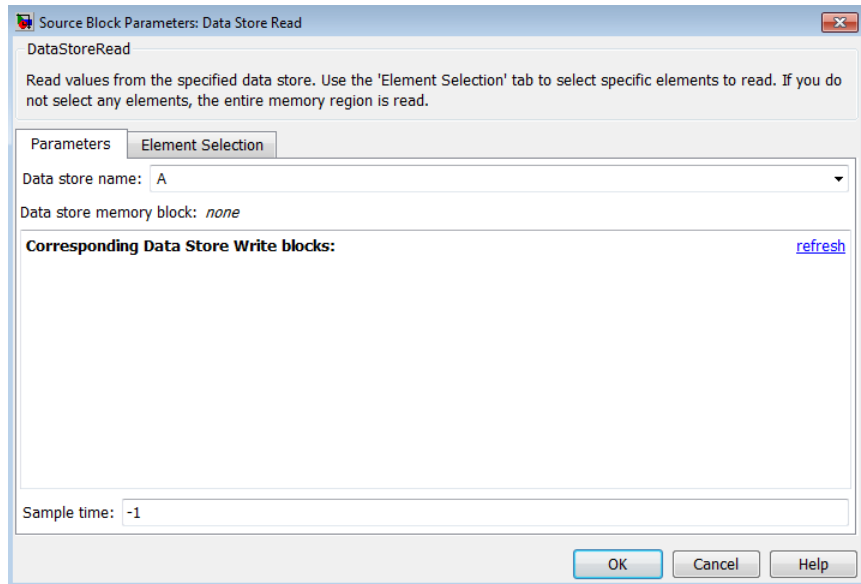 Source Block Parameters: Data Store Read
DataStoreRead
Read values from the specified data store. Use the 'Element Selection' tab to select specific elements to read. If you do
not select any elements, the entire memory region is read.
Parameters Element Selection
Data store name: A
Data store memory block: none
Corresponding Data Store Write blocks: refresh
Sample time: -1
OK Cancel Help